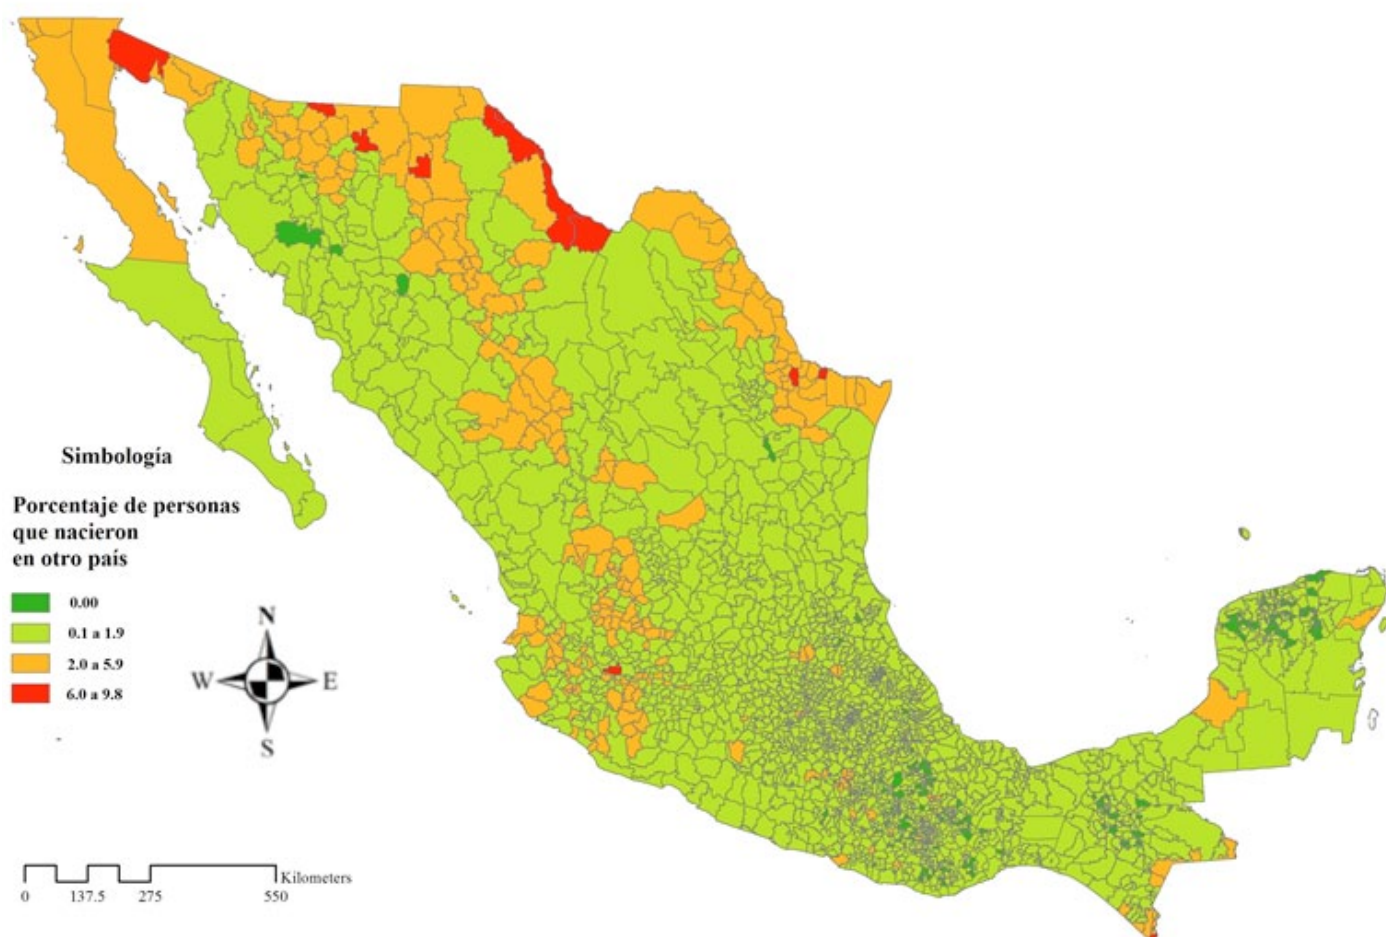 Simbología
Porcentaje de personas
que nacieron
en otro país
0.00
0.1 a 1.9
2.0 a 5.9
6.0 a 9.8
N
W E
S
Kilometers
0 137.5 275 550